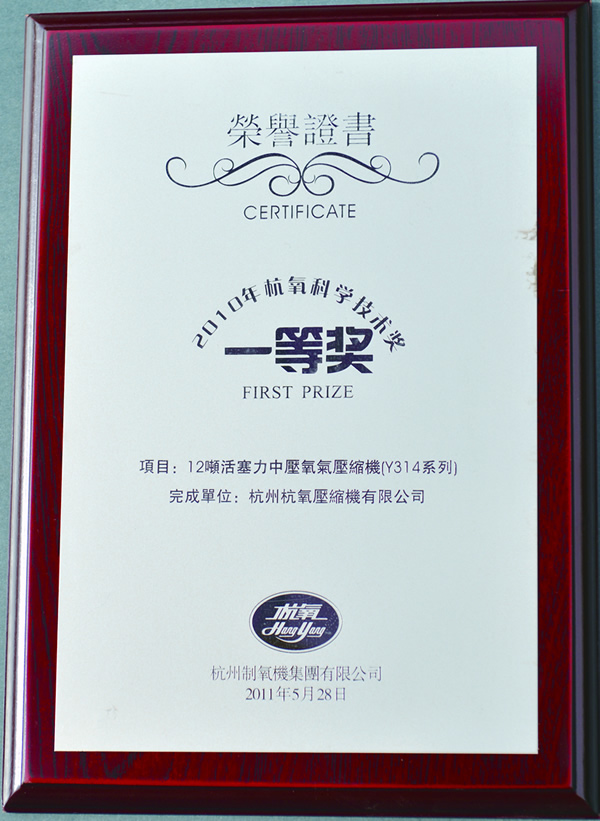 榮譽證書
CERTIFICATE
2010年杭氧科学技术奖
一等奖
FIRST PRIZE
項目：12噸活塞力中壓氧氣壓縮機(Y314系列)
完成單位：杭州杭氧壓縮機有限公司
杭氧
Hang Yang
杭州制氧機集團有限公司
2011年5月28日